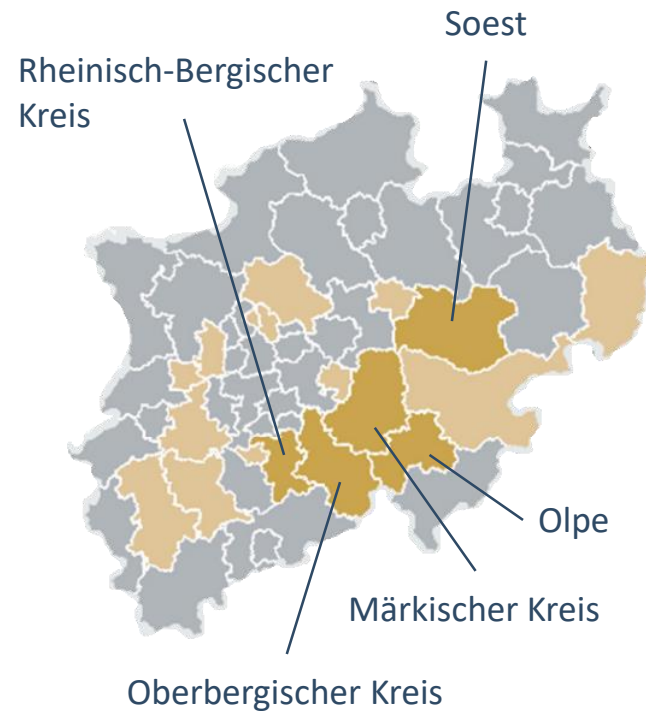 Soest
Rheinisch-Bergischer
Kreis
Olpe
Märkischer Kreis
Oberbergischer Kreis